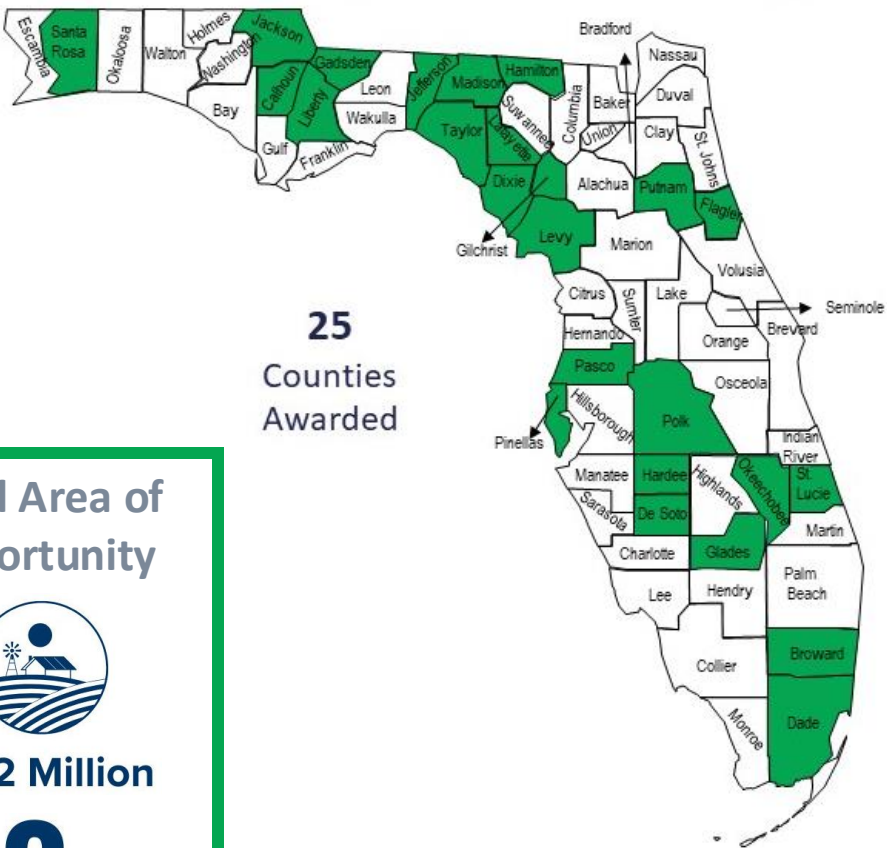 Bradford
Escambia
Santa
Rosa
Okaloosa
Walton
Holmes
Washington
Jackson
Bay
Calhoun
Gulf
Liberty
Franklin
Gadsden
Leon
Wakulla
Jefferson
Madison
Taylor
Hamilton
Suwannee
Lafayette
Dixie
Columbia
Baker
Union
Nassau
Duval
Clay
St. Johns
Alachua
Putnam
Flagler
Gilchrist
Levy
Marion
Volusia
Citrus
Sumter
Lake
Seminole
Hernando
Orange
Brevard
Pasco
Osceola
Hillsborough
Polk
Pinellas
Indian
River
Manatee
Hardee
Highlands
Okeechobee
St.
Lucie
Sarasota
De Soto
Martin
Charlotte
Glades
Lee
Hendry
Palm
Beach
Collier
Broward
Monroe
Dade
25
Counties
Awarded
Area of
2 Million